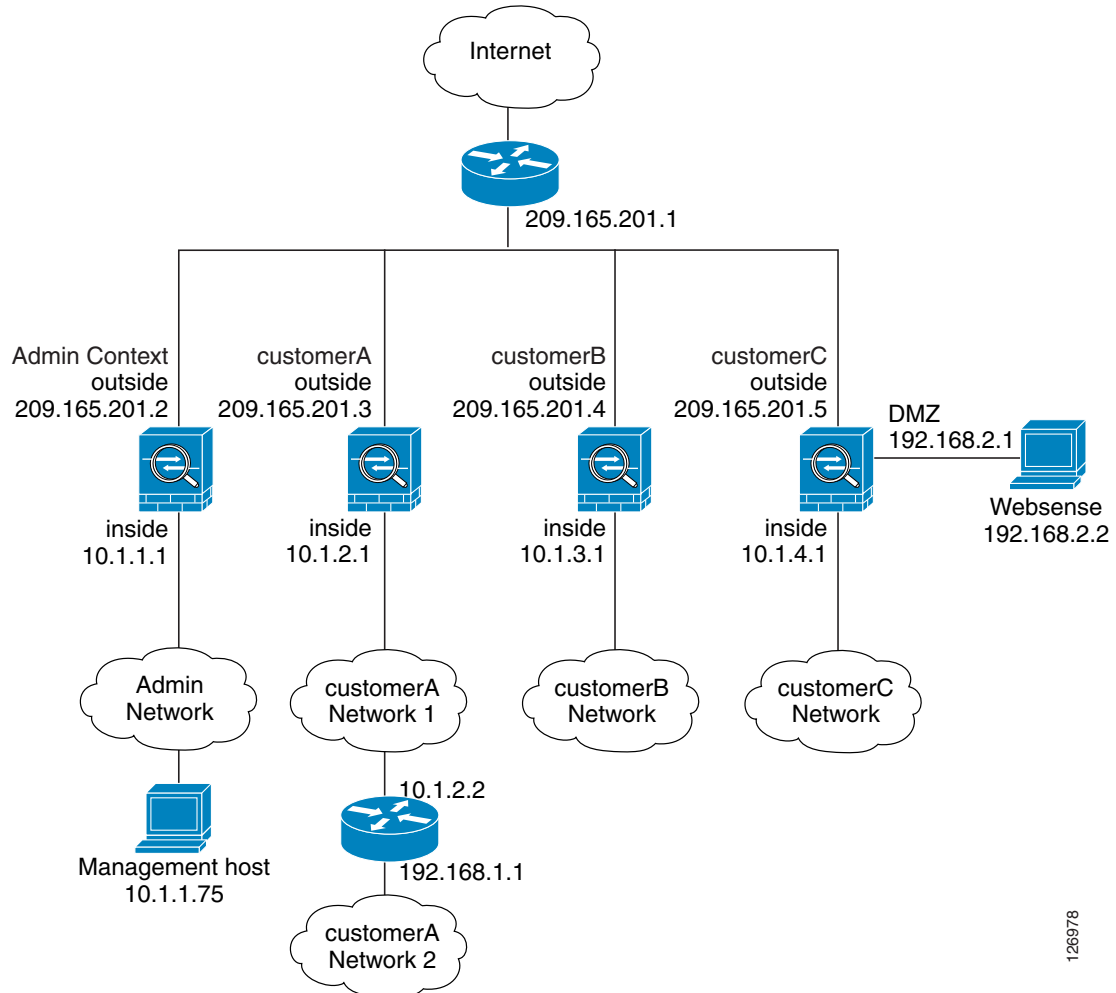 Internet
209.165.201.1
Admin Context
outside
209.165.201.2
customerA
outside
209.165.201.3
customerB
outside
209.165.201.4
customerC
outside
209.165.201.5
DMZ
192.168.2.1
Websense
192.168.2.2
inside
10.1.1.1
inside
10.1.2.1
inside
10.1.3.1
inside
10.1.4.1
Admin
Network
customerA
Network 1
customerB
Network
customerC
Network
10.1.2.2
Management host
10.1.1.75
192.168.1.1
customerA
Network 2
126978